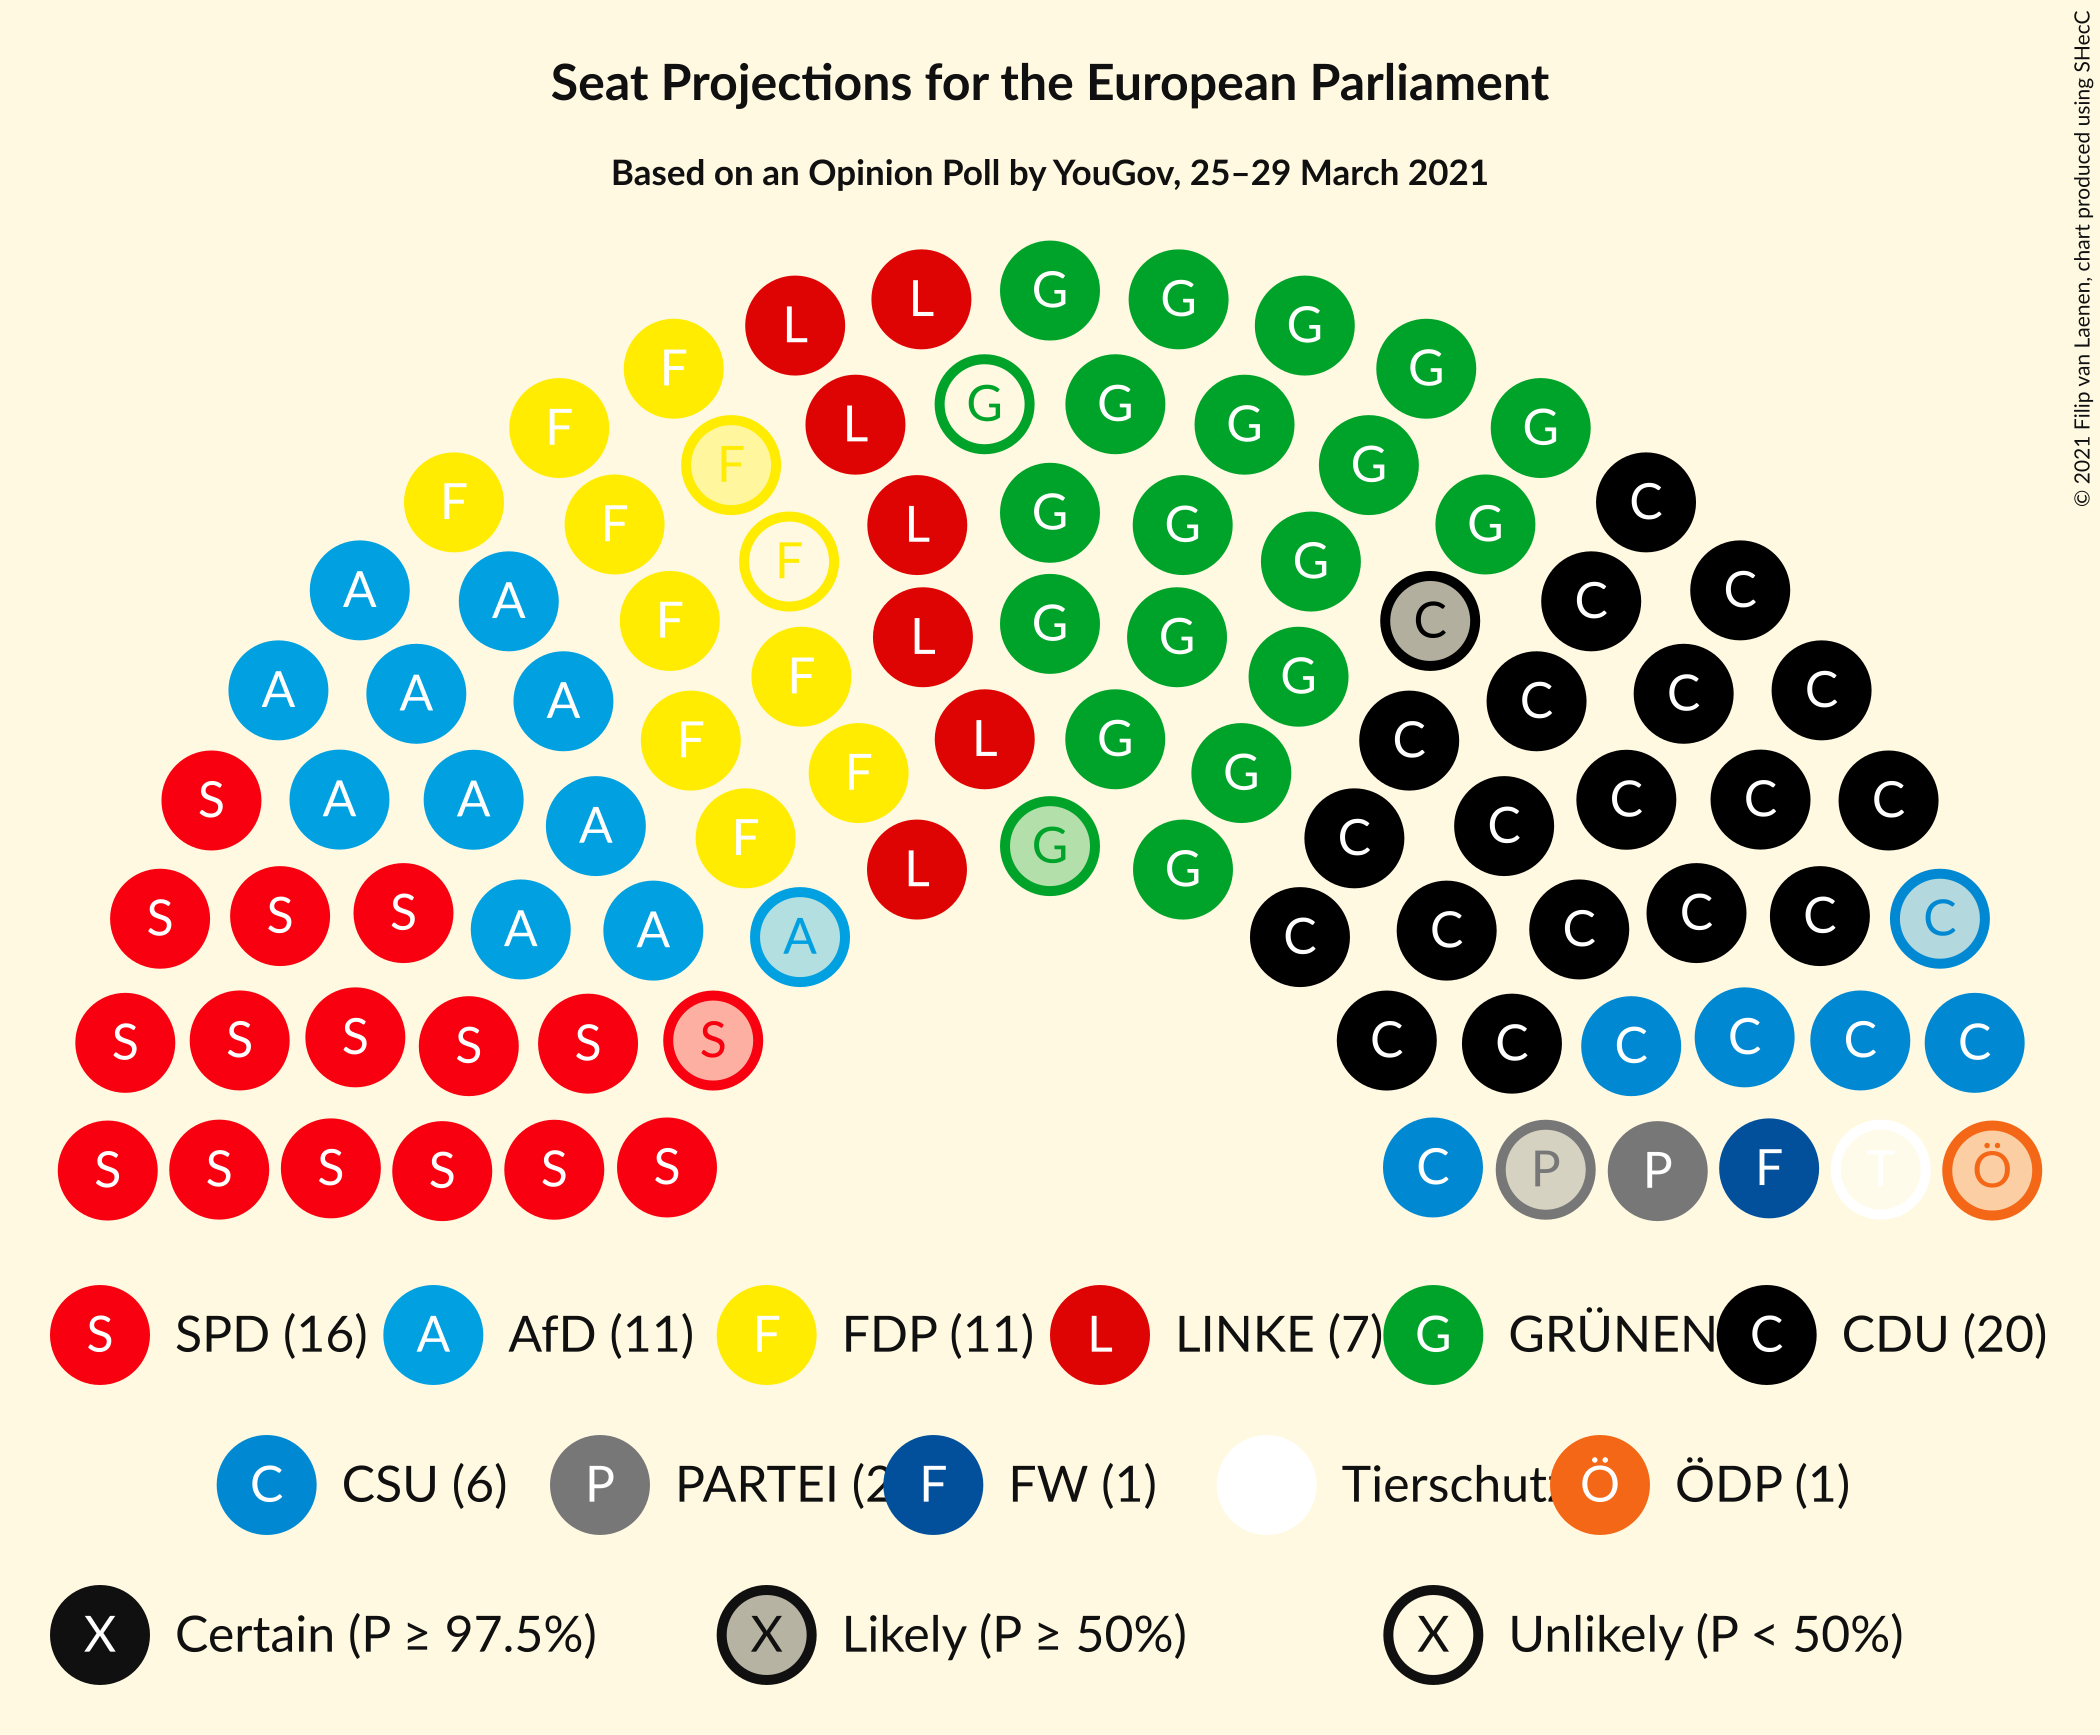 Seat Projections for the European Parliament
Based on an Opinion Poll by YouGov, 25–29 March 2021
© 2021 Filip van Laenen, chart produced using SHecC
L L G G G G G
F F F L G G G G G C
F F F L G G G C C C
A A F F L G G G C C C
A A A F F L G G C C C C C
S A A A F L G G C C C C C
S S S A A A C C C C C C
S S S S S S C C C C C C
S S S S S S C P P F T Ö
S SPD (16) A AfD (11) F FDP (11) L LINKE (7) G GRÜNEN C CDU (20)
C CSU (6) P PARTEI (2 F FW (1) Tierschutz Ö ÖDP (1)
X Certain (P ≥ 97.5%) X Likely (P ≥ 50%) X Unlikely (P < 50%)